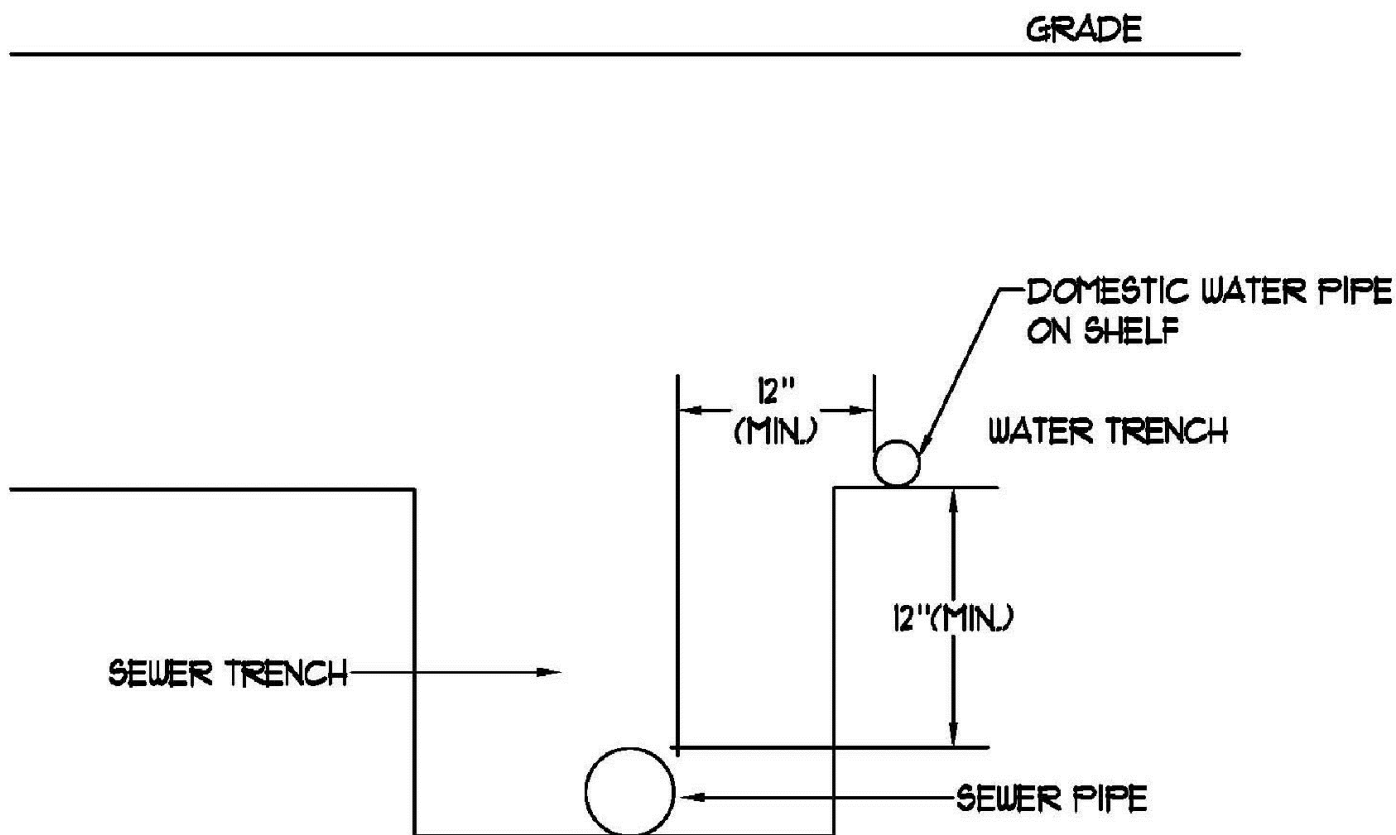 GRADE
DOMESTIC WATER PIPE
ON SHELF
12"
(MIN.)
WATER TRENCH
12"(MIN.)
SEWER TRENCH
SEWER PIPE